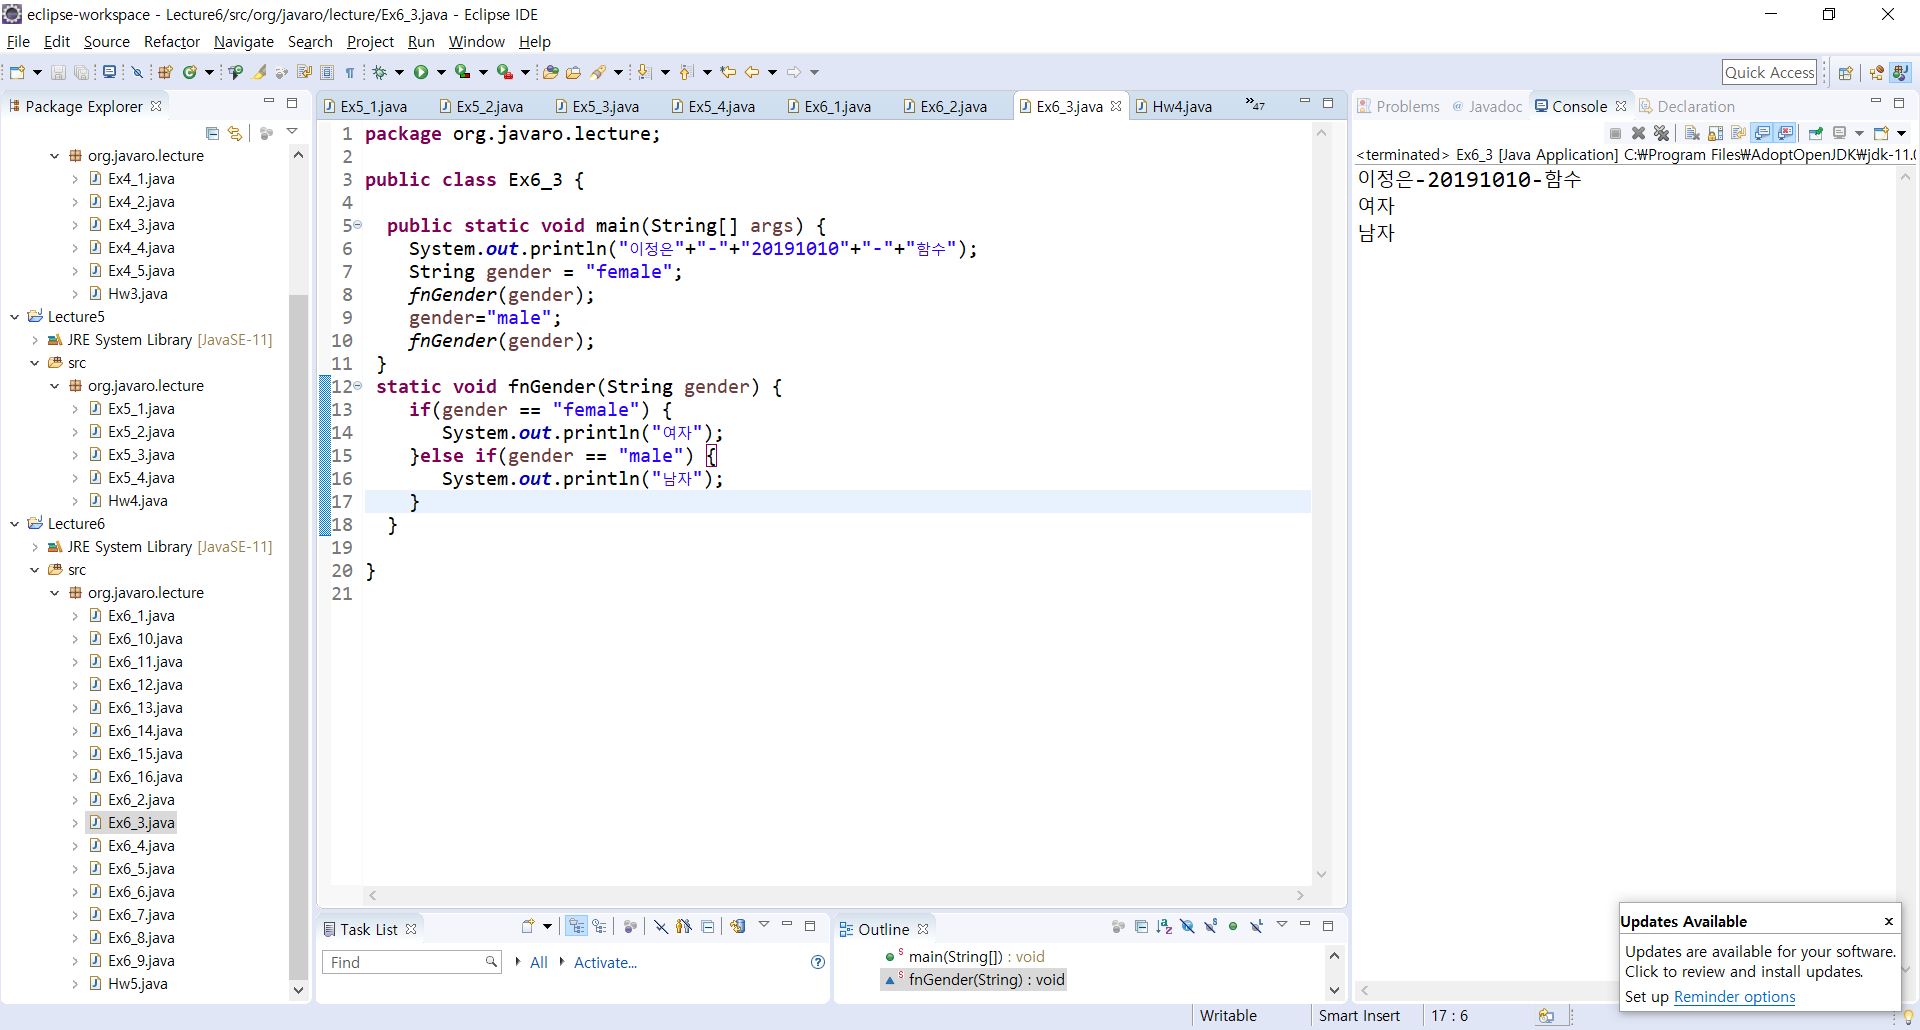 eclipse-workspace - Lecture6/src/org/javaro/lecture/Ex6_3.java - Eclipse IDE
File Edit Source Refactor Navigate Search Project Run Window Help
Quick Access
Package Explorer
org.javaro.lecture
Ex4_1.java
Ex4_2.java
Ex4_3.java
Ex4_4.java
Ex4_5.java
Hw3.java
Lecture5
JRE System Library [JavaSE-11]
src
org.javaro.lecture
Ex5_1.java
Ex5_2.java
Ex5_3.java
Ex5_4.java
Hw4.java
Lecture6
JRE System Library [JavaSE-11]
src
org.javaro.lecture
Ex6_1.java
Ex6_10.java
Ex6_11.java
Ex6_12.java
Ex6_13.java
Ex6_14.java
Ex6_15.java
Ex6_16.java
Ex6_2.java
Ex6_3.java
Ex6_4.java
Ex6_5.java
Ex6_6.java
Ex6_7.java
Ex6_8.java
Ex6_9.java
Hw5.java
Ex5_1.java Ex5_2.java Ex5_3.java Ex5_4.java Ex6_1.java Ex6_2.java Ex6_3.java Hw4.java »47
1 package org.javaro.lecture;
2
3 public class Ex6_3 {
4
5 public static void main(String[] args) {
6 System.out.println("이정은"+"-"+"20191010"+"-"+"함수");
7 String gender = "female";
8 fnGender(gender);
9 gender="male";
10 fnGender(gender);
11 }
12 static void fnGender(String gender) {
13 if(gender == "female") {
14 System.out.println("여자");
15 }else if(gender == "male") {
16 System.out.println("남자");
17 }
18 }
19
20 }
21
Task List
Find All Activate...
Outline
main(String[]) : void
fnGender(String) : void
Problems @ Javadoc Console Declaration
<terminated> Ex6_3 [Java Application] C:₩Program Files₩AdoptOpenJDK₩jdk-11.0
이정은-20191010-함수
여자
남자
Updates Available x
Updates are available for your software.
Click to review and install updates.
Set up Reminder options
Writable Smart Insert 17 : 6